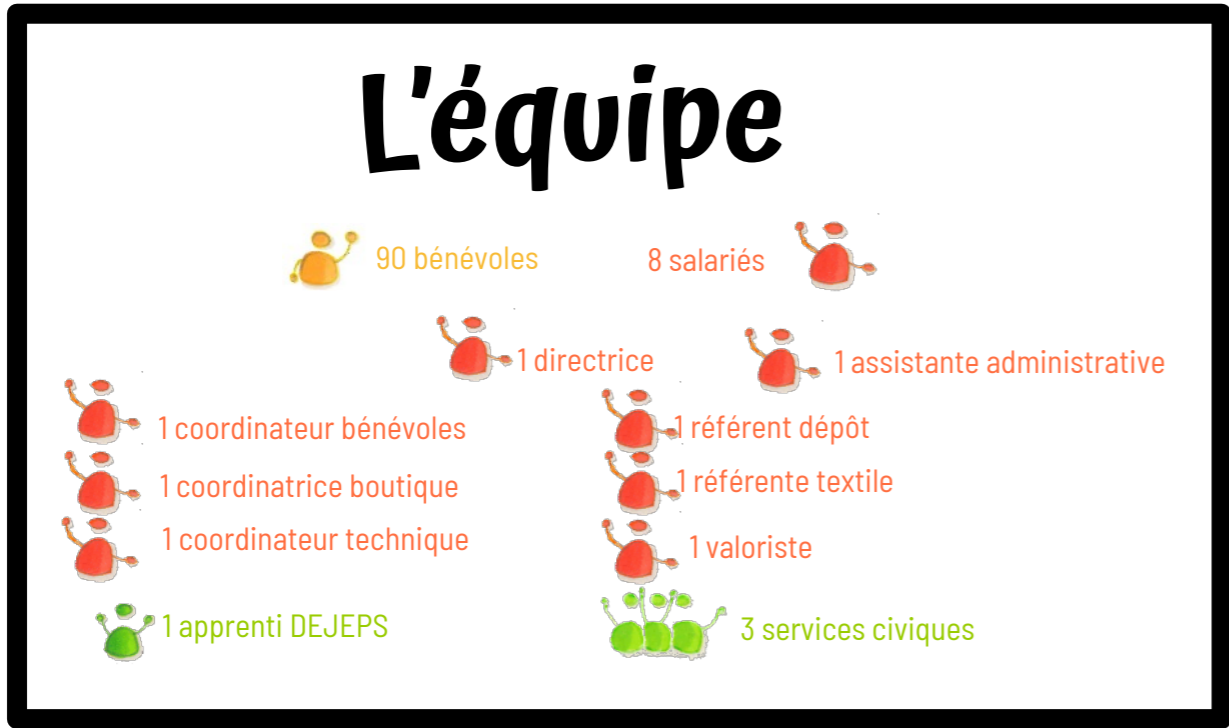 L'équipe
90 bénévoles
8 salariés
1 directrice
1 assistante administrative
1 coordinateur bénévoles
1 référent dépôt
1 coordinatrice boutique
1 référente textile
1 coordinateur technique
1 valoriste
1 apprenti DEJEPS
3 services civiques